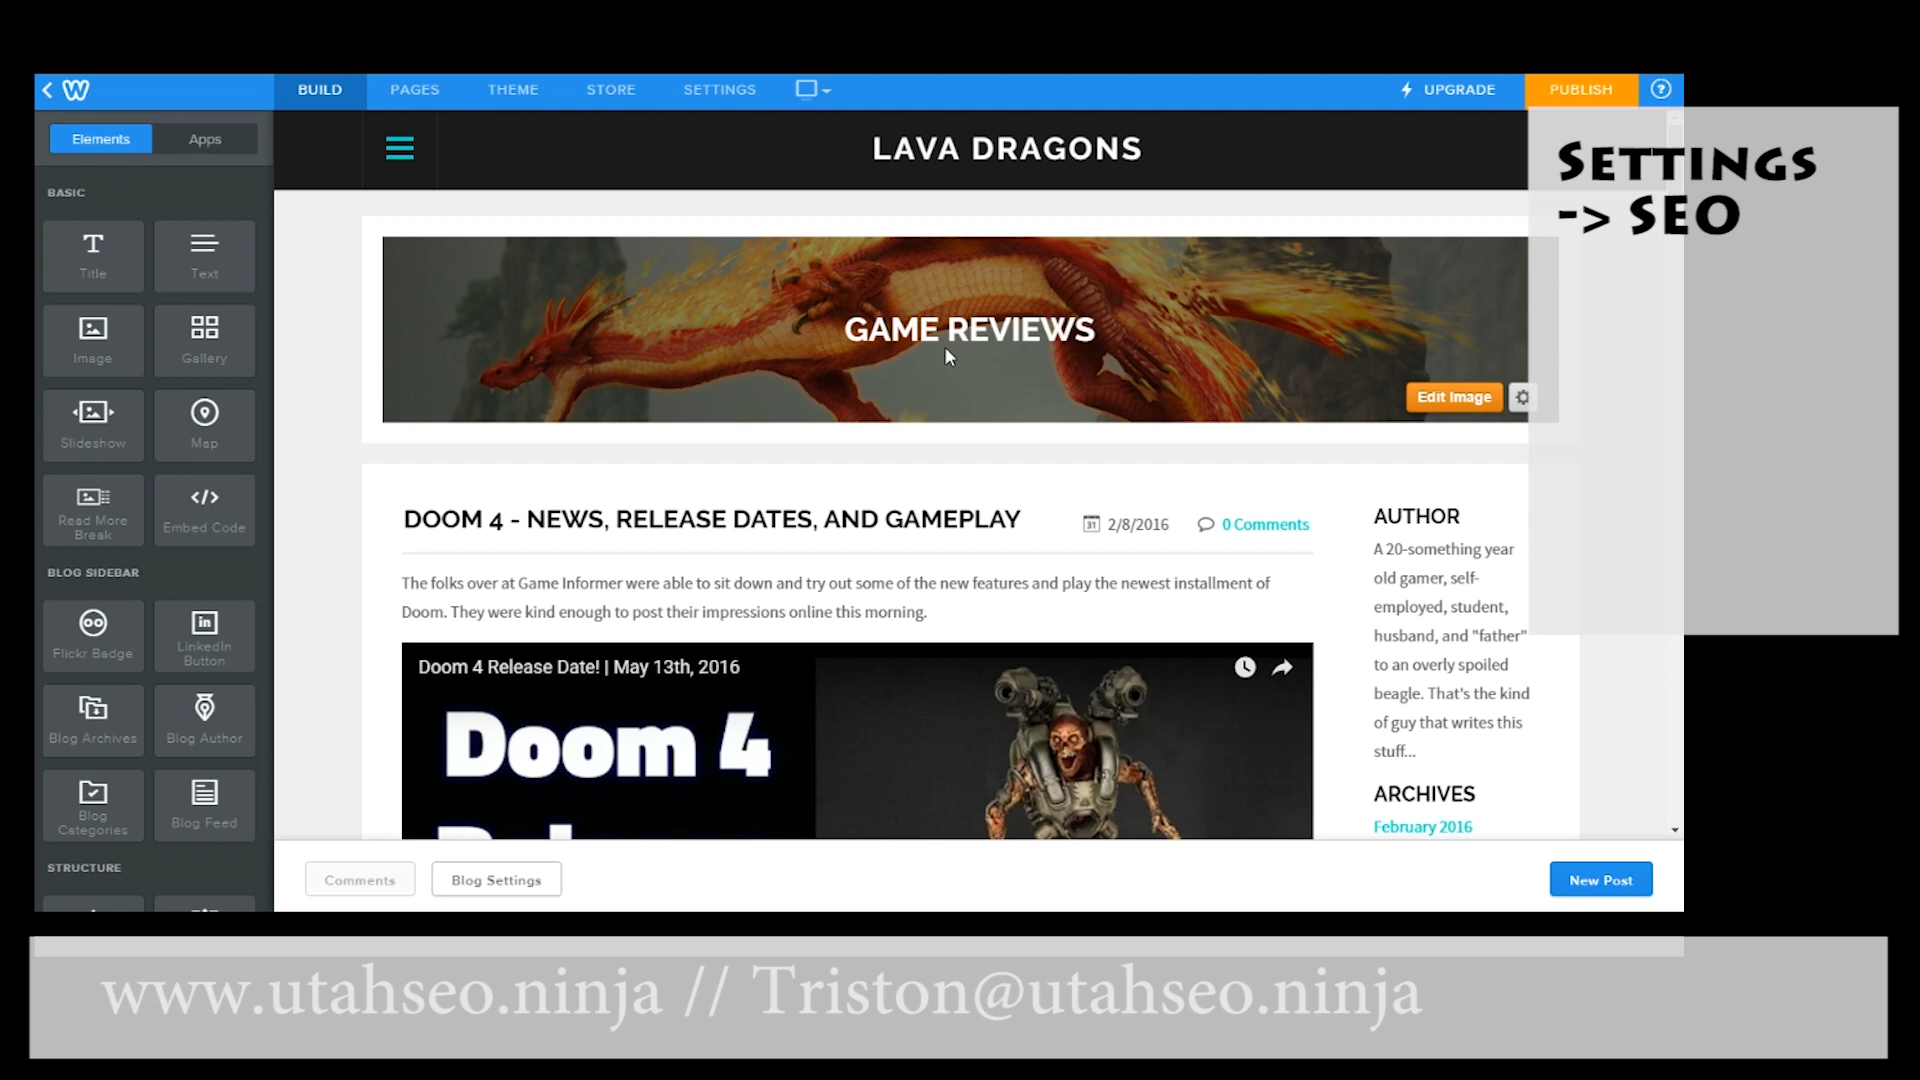 BUILD
PAGES
THEME
STORE
SETTINGS
UPGRADE
PUBLISH
?
Elements
Apps
BASIC
Title
Text
Image
Gallery
Slideshow
Map
Read More
Break
Embed Code
BLOG SIDEBAR
Flickr Badge
LinkedIn
Button
Blog Archives
Blog Author
Blog
Categories
Blog Feed
STRUCTURE
LAVA DRAGONS
GAME REVIEWS
Edit Image
SETTINGS
-> SEO
DOOM 4 - NEWS, RELEASE DATES, AND GAMEPLAY
31 2/8/2016
0 Comments
The folks over at Game Informer were able to sit down and try out some of the new features and play the newest installment of
Doom. They were kind enough to post their impressions online this morning.
Doom 4 Release Date! | May 13th, 2016
Doom 4
AUTHOR
A 20-something year
old gamer, self-
employed, student,
husband, and "father"
to an overly spoiled
beagle. That's the kind
of guy that writes this
stuff...
ARCHIVES
February 2016
Comments
Blog Settings
New Post
www.utahseo.ninja // Triston@utahseo.ninja